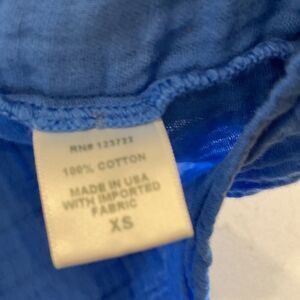 RN# 123722
100% COTTON
MADE IN USA
WITH IMPORTED
FABRIC
XS